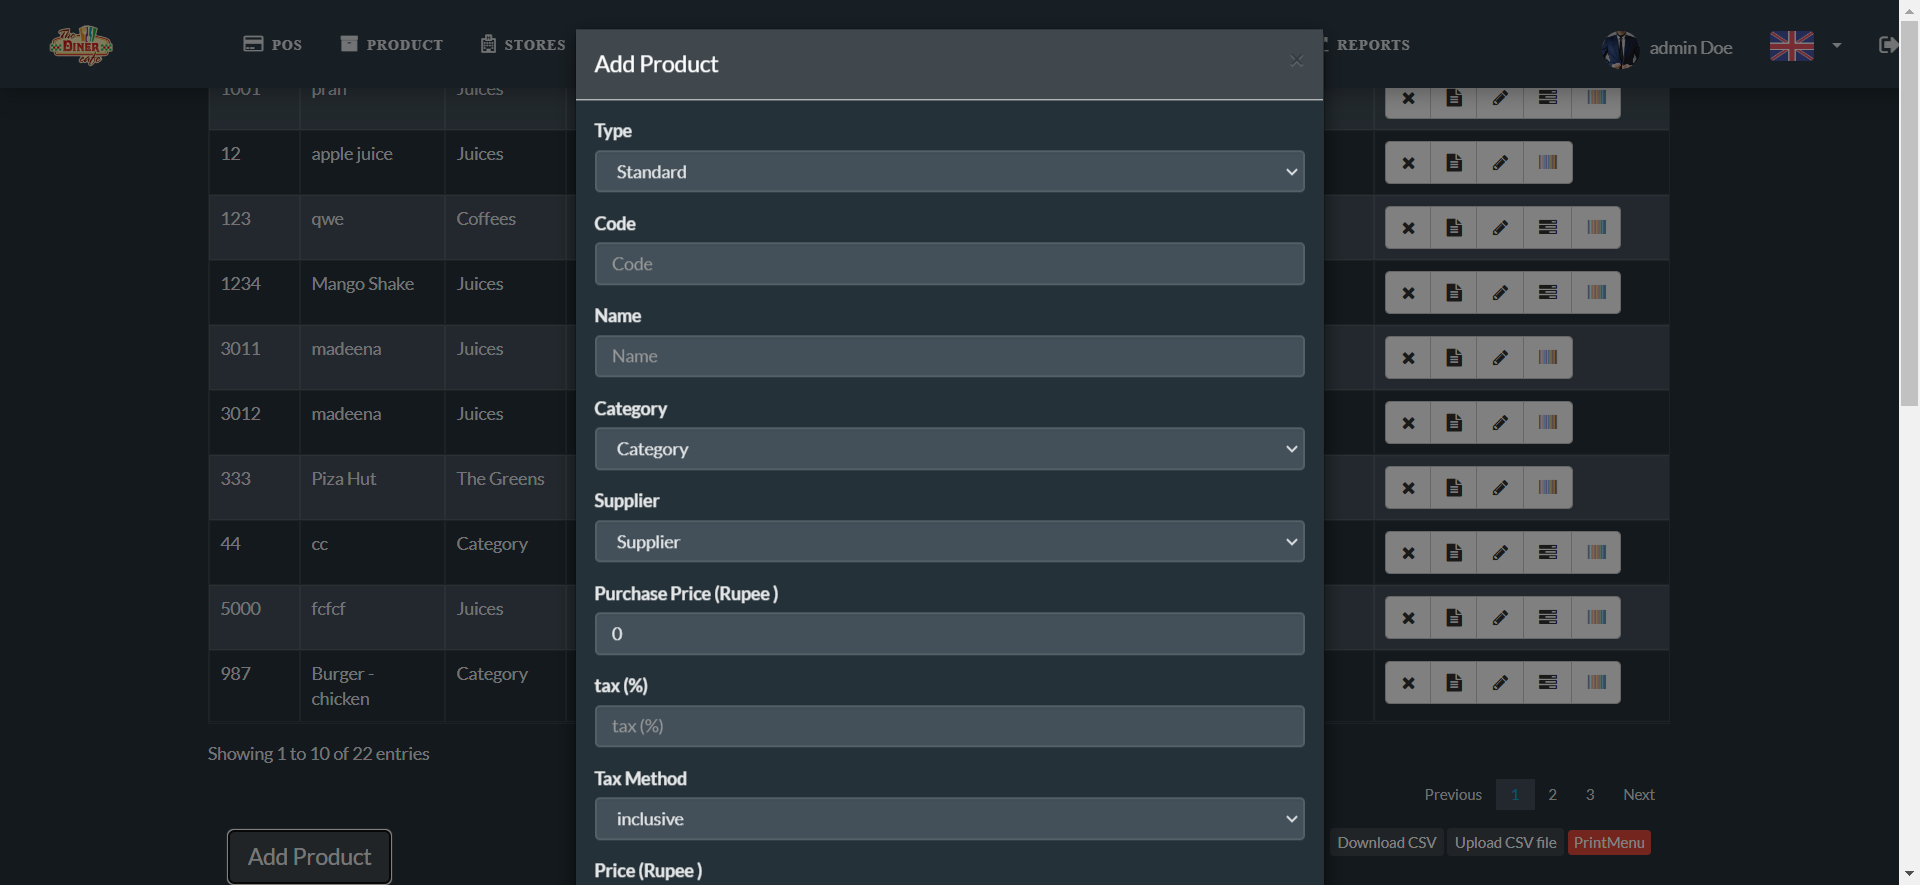 The
DINER
cafe
POS
PRODUCT
STORES
REPORTS
admin Doe
Add Product
×
Type
Standard
Code
Code
Name
Name
Category
Category
Supplier
Supplier
Purchase Price (Rupee )
0
tax (%)
tax (%)
Tax Method
inclusive
Price (Rupee )
1001 pran Juices
12 apple juice Juices
123 qwe Coffees
1234 Mango Shake Juices
3011 madeena Juices
3012 madeena Juices
333 Piza Hut The Greens
44 cc Category
5000 fcfcf Juices
987 Burger - Category
chicken
Showing 1 to 10 of 22 entries
Previous 1 2 3 Next
Add Product
Download CSV Upload CSV file PrintMenu